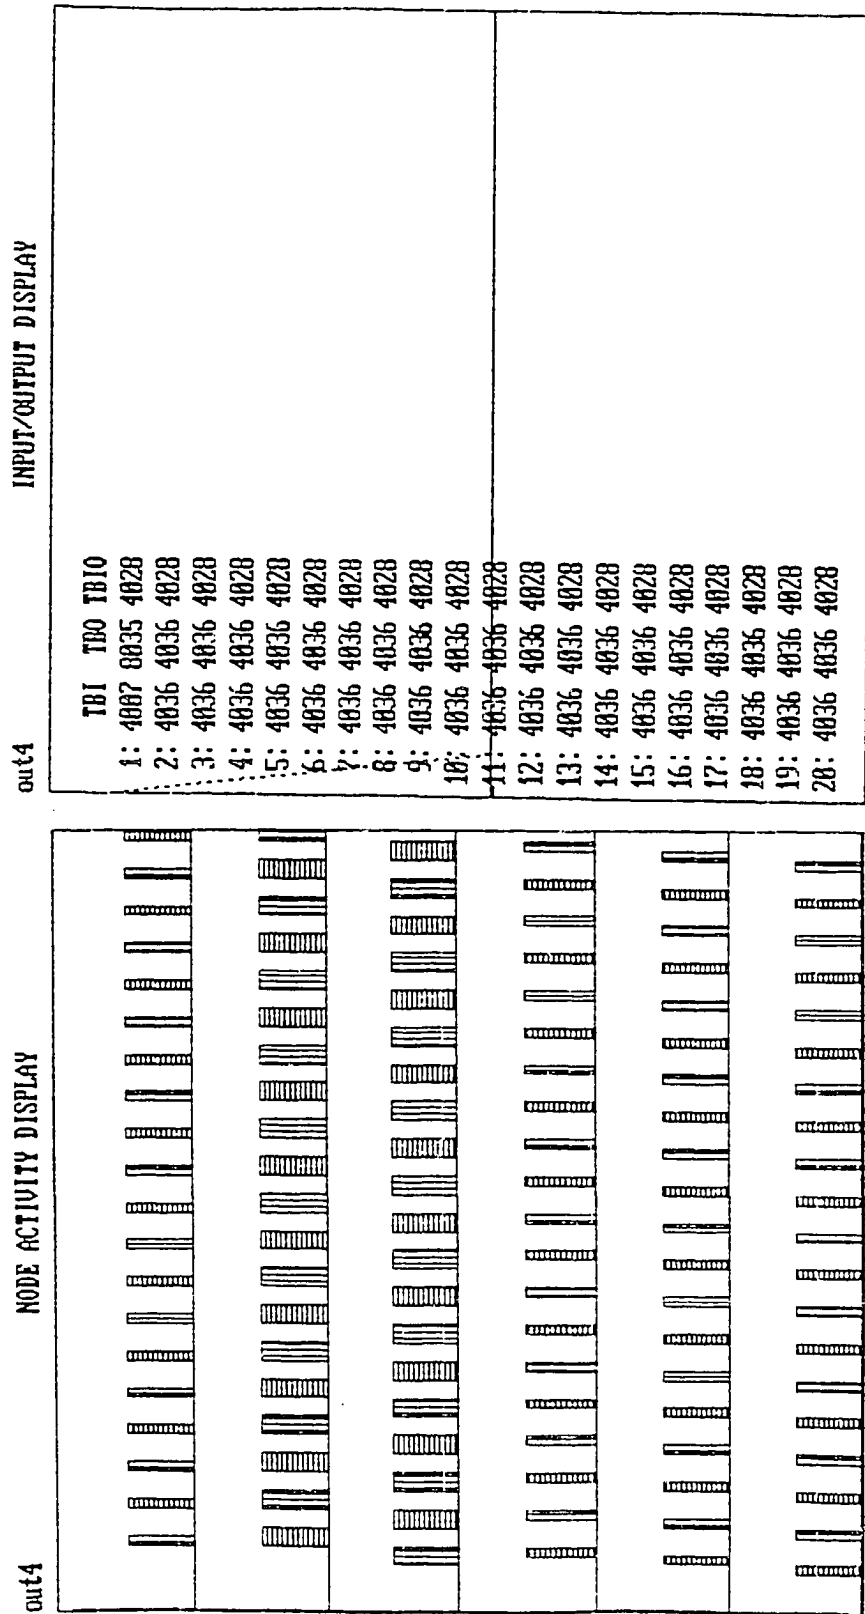 out4
NODE ACTIVITY DISPLAY
out4
INPUT/OUTPUT DISPLAY
TBI TBO TBIO
1: 4007 8035 4028
2: 4036 4036 4028
3: 4036 4036 4028
4: 4036 4036 4028
5: 4036 4036 4028
6: 4036 4036 4028
7: 4036 4036 4028
8: 4036 4036 4028
9: 4036 4036 4028
10: 4036 4036 4028
11: 4036 4036 4028
12: 4036 4036 4028
13: 4036 4036 4028
14: 4036 4036 4028
15: 4036 4036 4028
16: 4036 4036 4028
17: 4036 4036 4028
18: 4036 4036 4028
19: 4036 4036 4028
20: 4036 4036 4028